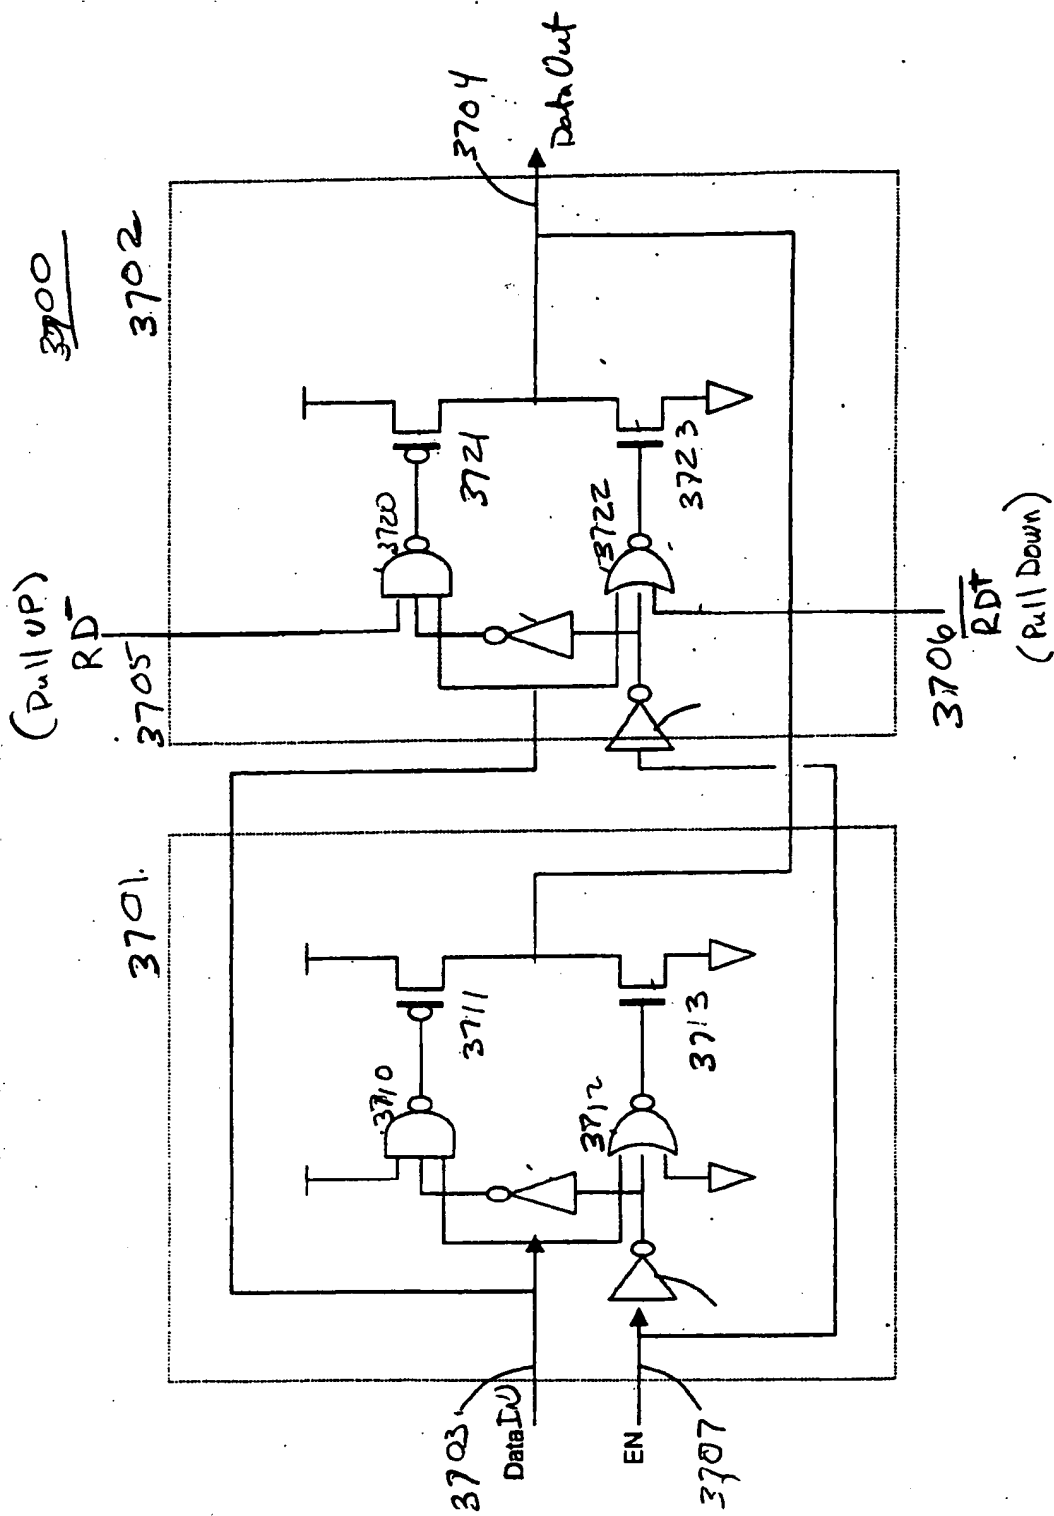 3700
3702
3704
Data Out
(Pull UP)
RD-
3705
3720
3721
3722
3723
3706
RD+
(Pull Down)
3701.
3710
3711
3712
3713
3703
Data IN
EN
3707